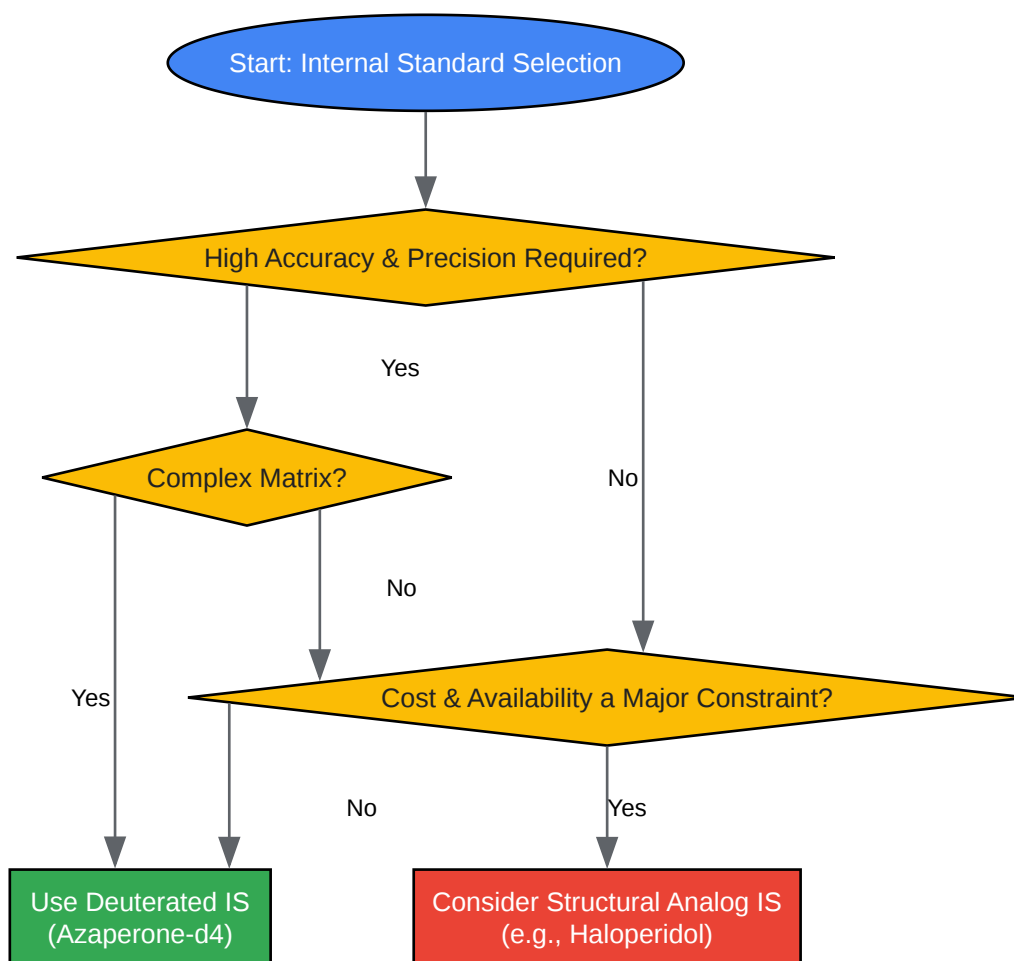 Start: Internal Standard Selection
High Accuracy & Precision Required?
Yes
Complex Matrix?
No
No
Cost & Availability a Major Constraint?
Yes
No
Yes
Use Deuterated IS
(Azaperone-d4)
Consider Structural Analog IS
(e.g., Haloperidol)